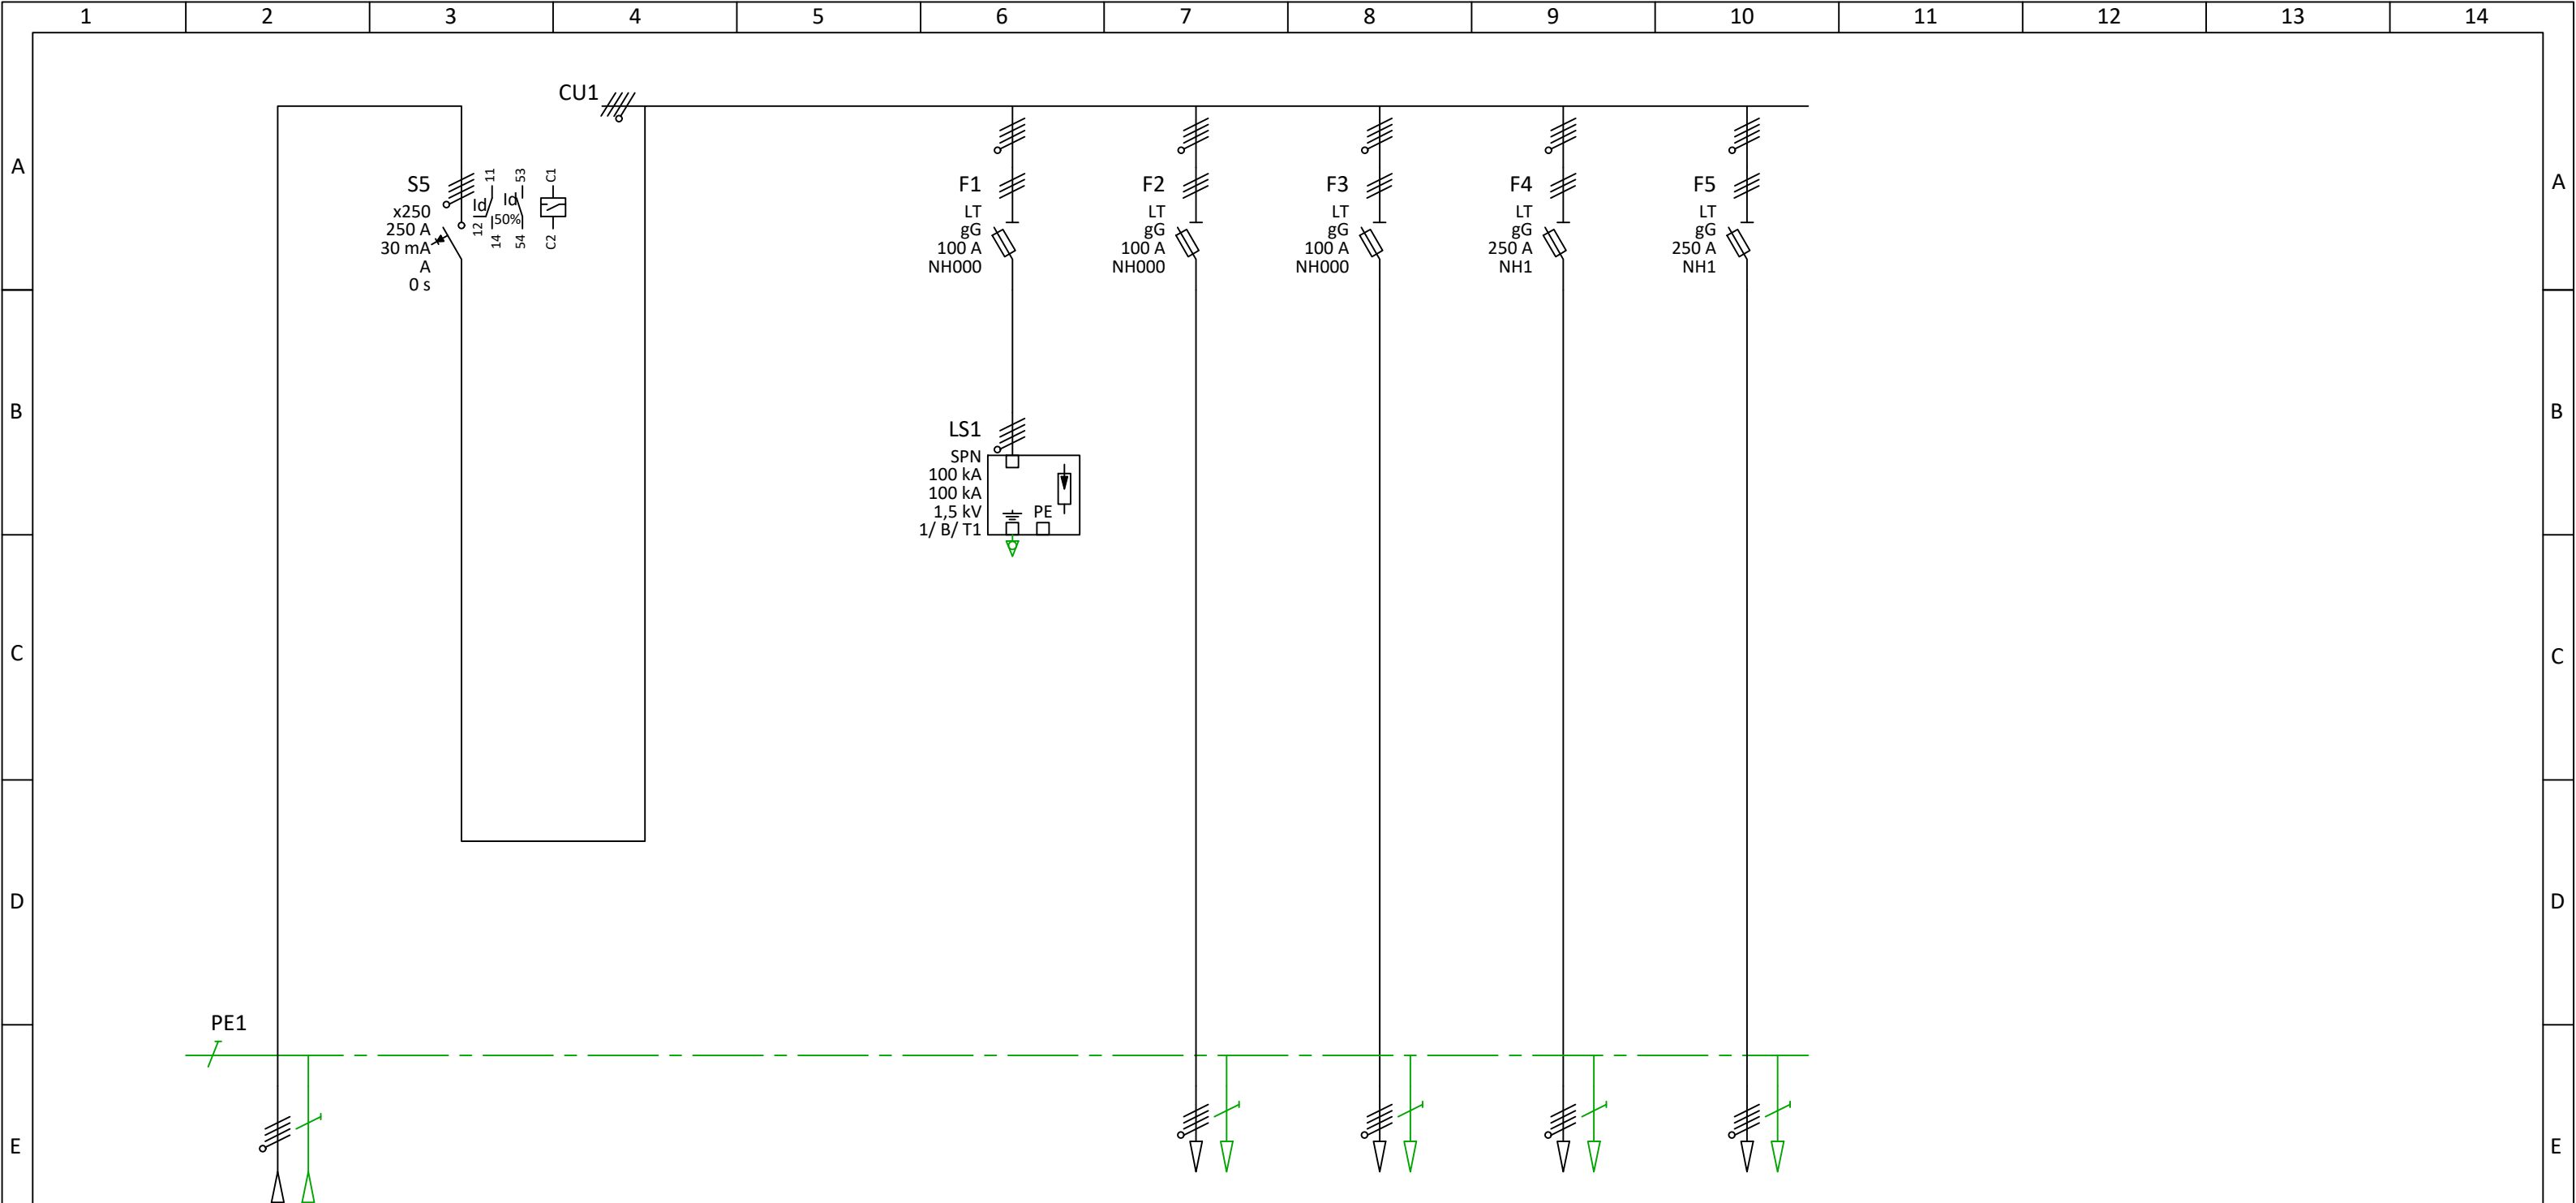 1 2 3 4 5 6 7 8 9 10 11 12 13 14
CU1
A
A
S5
x250
250 A
30 mA
A
0 s
11
12
14
Id
53
54
Id
50%
C1
C2
F1
LT
gG
100 A
NH000
F2
LT
gG
100 A
NH000
F3
LT
gG
100 A
NH000
F4
LT
gG
250 A
NH1
F5
LT
gG
250 A
NH1
B
B
LS1
SPN
100 kA
100 kA
1,5 kV
1/ B/ T1
PE
C
C
D
D
PE1
E
E